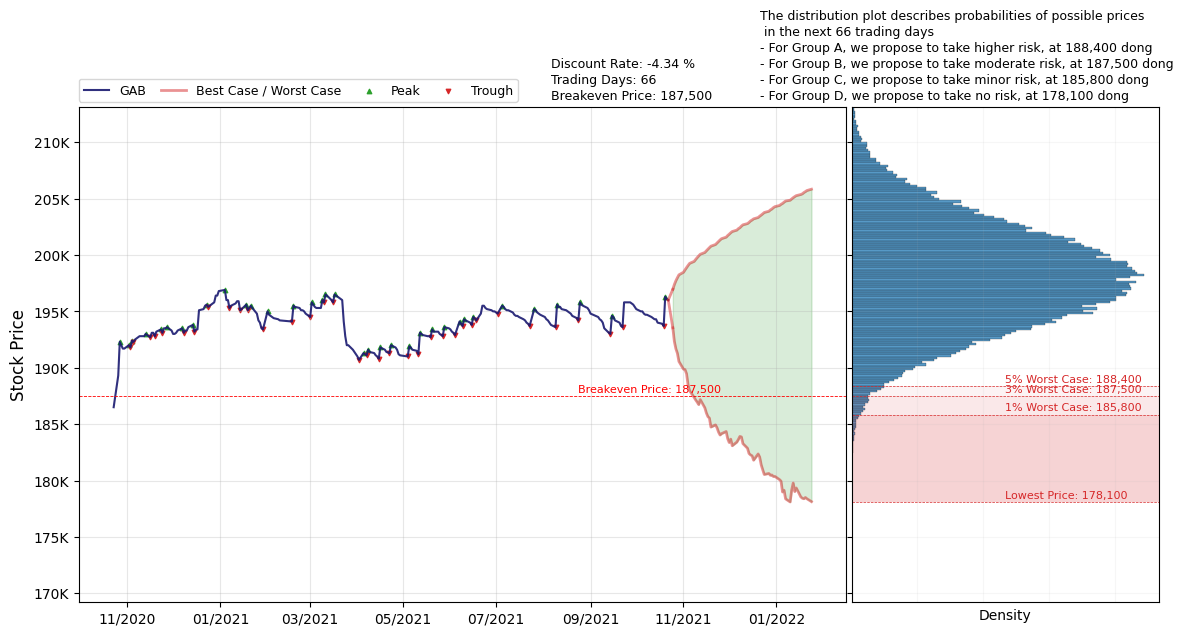 The distribution plot describes probabilities of possible prices
in the next 66 trading days
- For Group A, we propose to take higher risk, at 188,400 dong
- For Group B, we propose to take moderate risk, at 187,500 dong
- For Group C, we propose to take minor risk, at 185,800 dong
- For Group D, we propose to take no risk, at 178,100 dong
Discount Rate: -4.34 %
Trading Days: 66
Breakeven Price: 187,500
GAB
Best Case / Worst Case
Peak
Trough
Stock Price
210K
205K
200K
195K
190K
185K
180K
175K
170K
Breakeven Price: 187,500
11/2020
01/2021
03/2021
05/2021
07/2021
09/2021
11/2021
01/2022
5% Worst Case: 188,400
3% Worst Case: 187,500
1% Worst Case: 185,800
Lowest Price: 178,100
Density